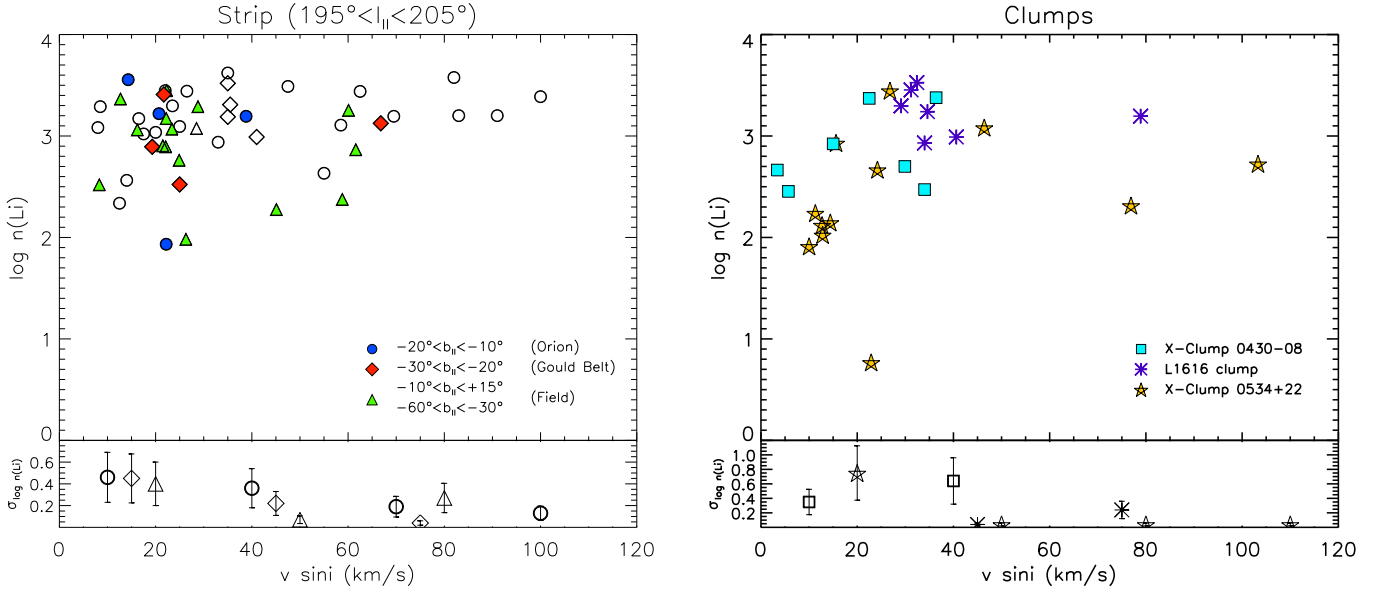 Strip (195°<l_II<205°)
4
3
2
1
0
log n(Li)
−20°<b_II<−10° (Orion)
−30°<b_II<−20° (Gould Belt)
−10°<b_II<+15°
−60°<b_II<−30° (Field)
0.6
0.4
0.2
σ_log n(Li)
0 20 40 60 80 100 120
v sini (km/s)
Clumps
4
3
2
1
0
log n(Li)
X−Clump 0430−08
L1616 clump
X−Clump 0534+22
1.0
0.8
0.6
0.4
0.2
σ_log n(Li)
0 20 40 60 80 100 120
v sini (km/s)